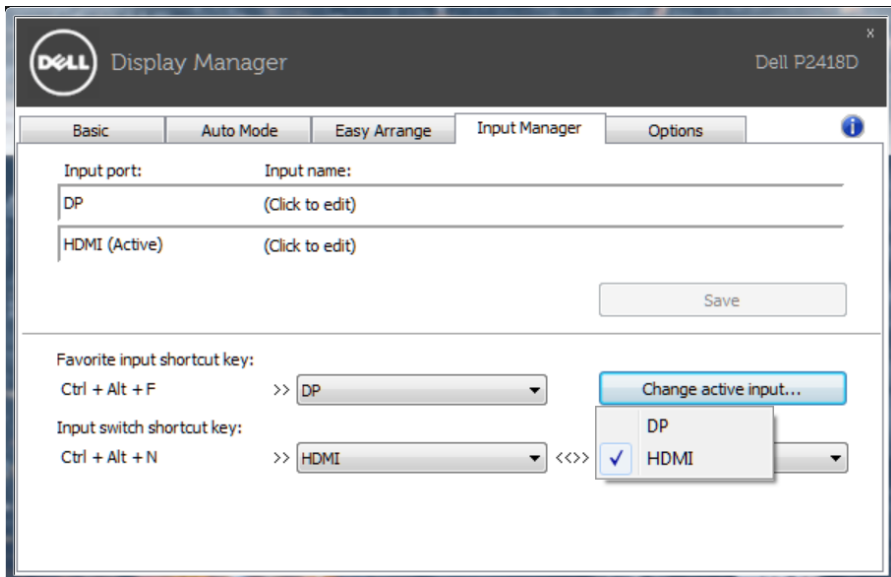 DELL Display Manager Dell P2418D x
Basic Auto Mode Easy Arrange Input Manager Options i
Input port: Input name:
DP (Click to edit)
HDMI (Active) (Click to edit)
Save
Favorite input shortcut key:
Ctrl + Alt + F >> DP Change active input...
DP
Input switch shortcut key:
Ctrl + Alt + N >> HDMI <<>> HDMI